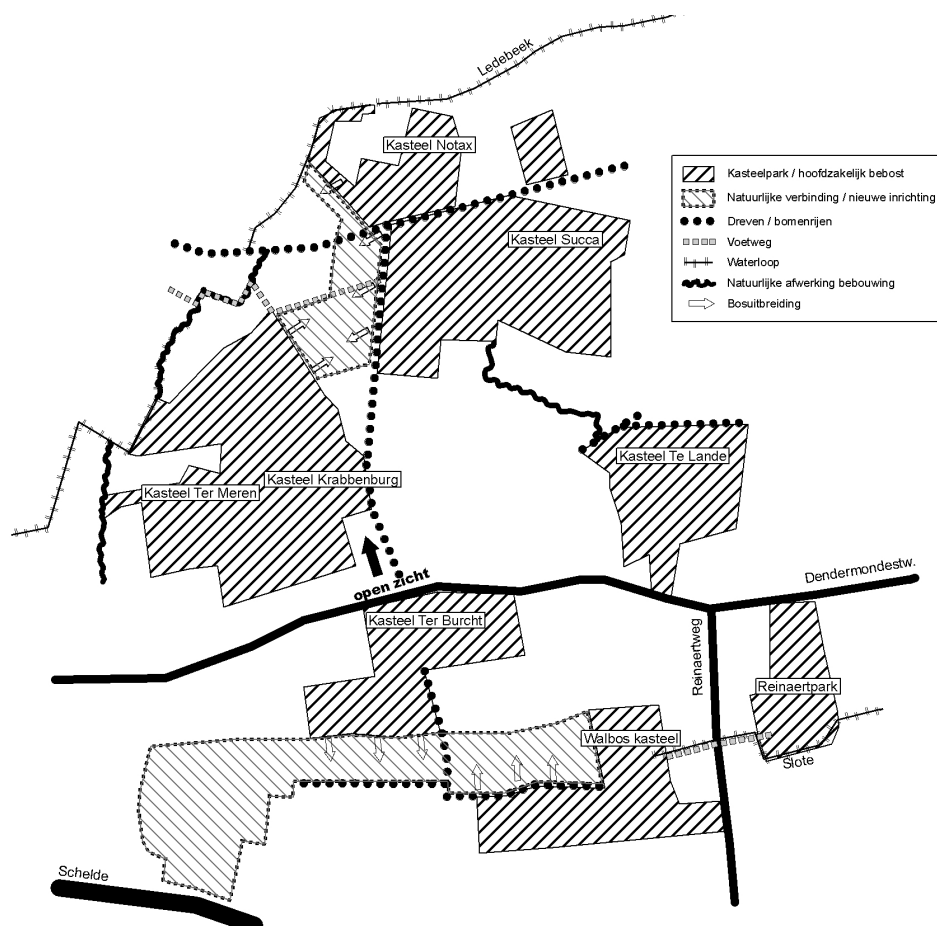 Ledebeek
Kasteel Notax
Kasteelpark / hoofdzakelijk bebost
Natuurlijke verbinding / nieuwe inrichting
Dreven / bomenrijen
Voetweg
Waterloop
Natuurlijke afwerking bebouwing
Bosuitbreiding
Kasteel Succa
Kasteel Te Lande
Kasteel Krabbenburg
Kasteel Ter Meren
open zicht
Dendermondestw.
Kasteel Ter Burcht
Reinaertweg
Reinaertpark
Walbos kasteel
Slote
Schelde